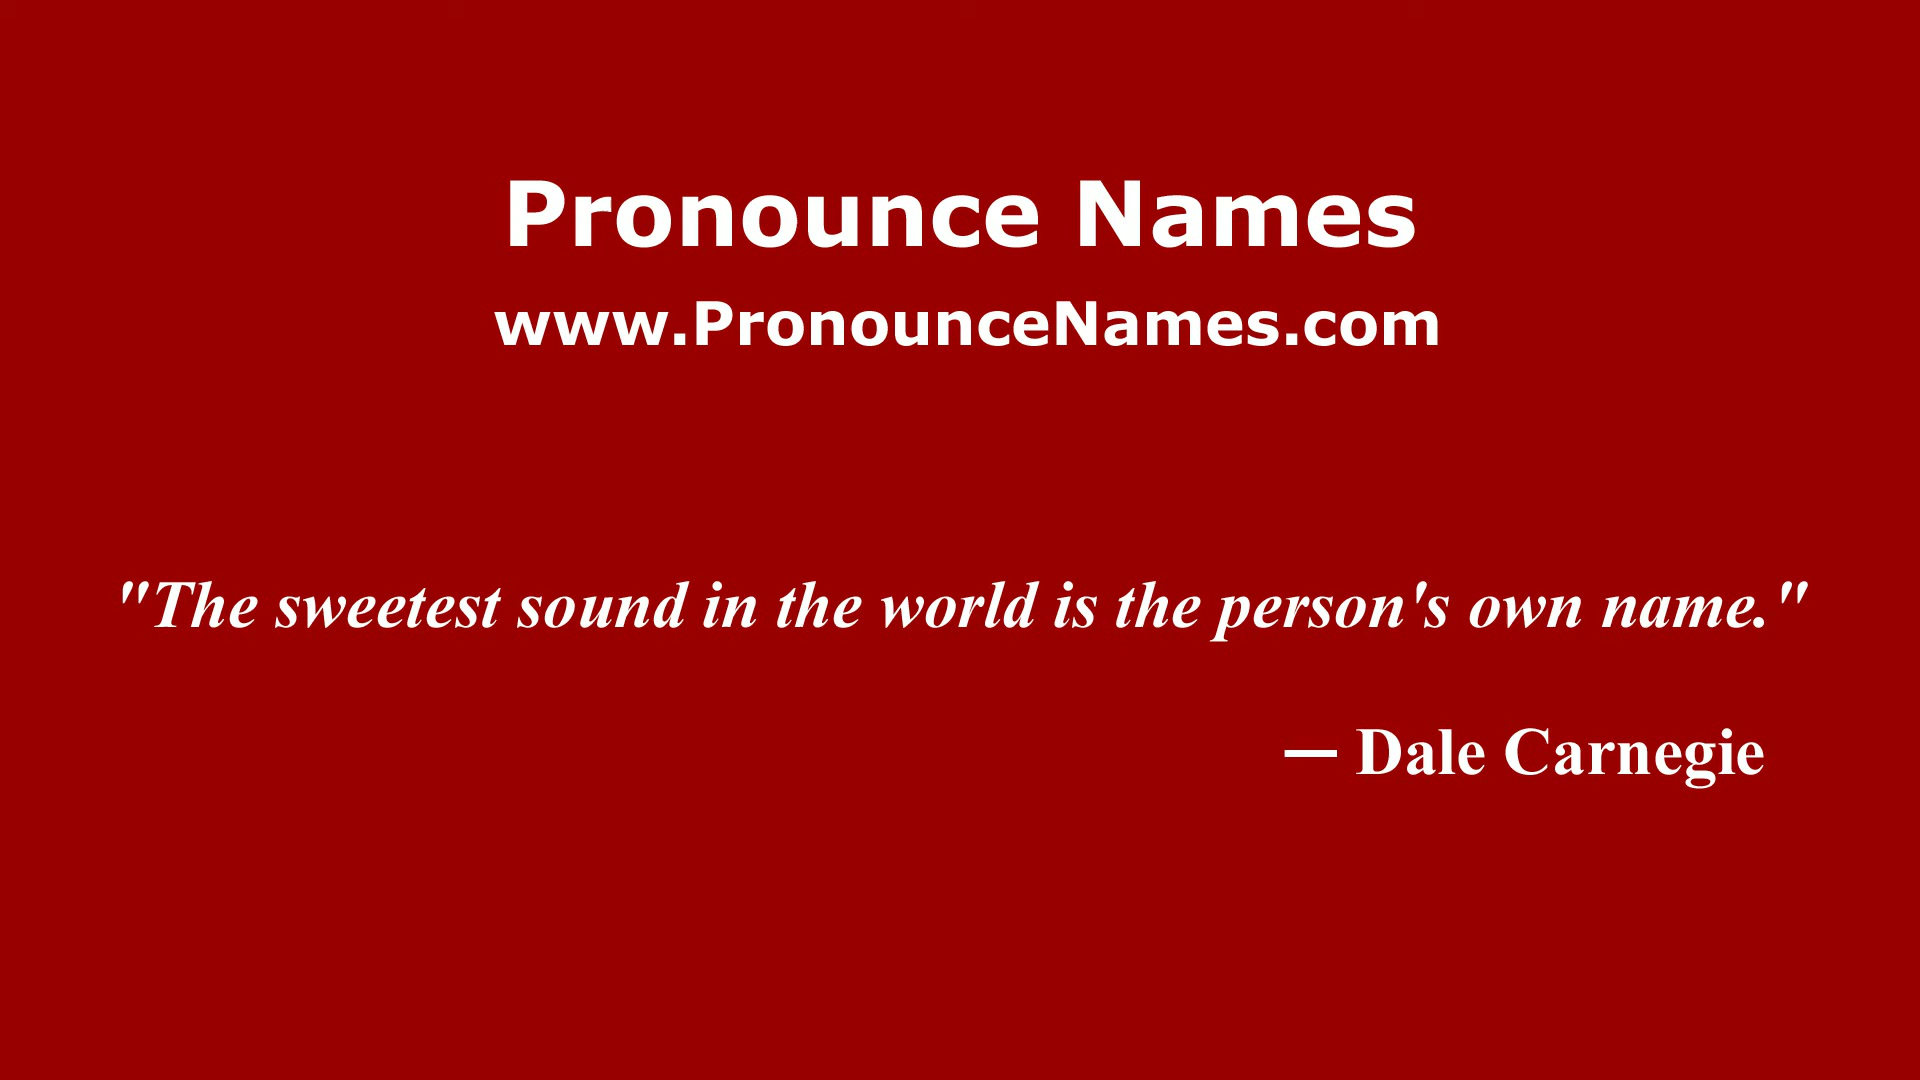 Pronounce Names
www.PronounceNames.com
"The sweetest sound in the world is the person's own name."
— Dale Carnegie